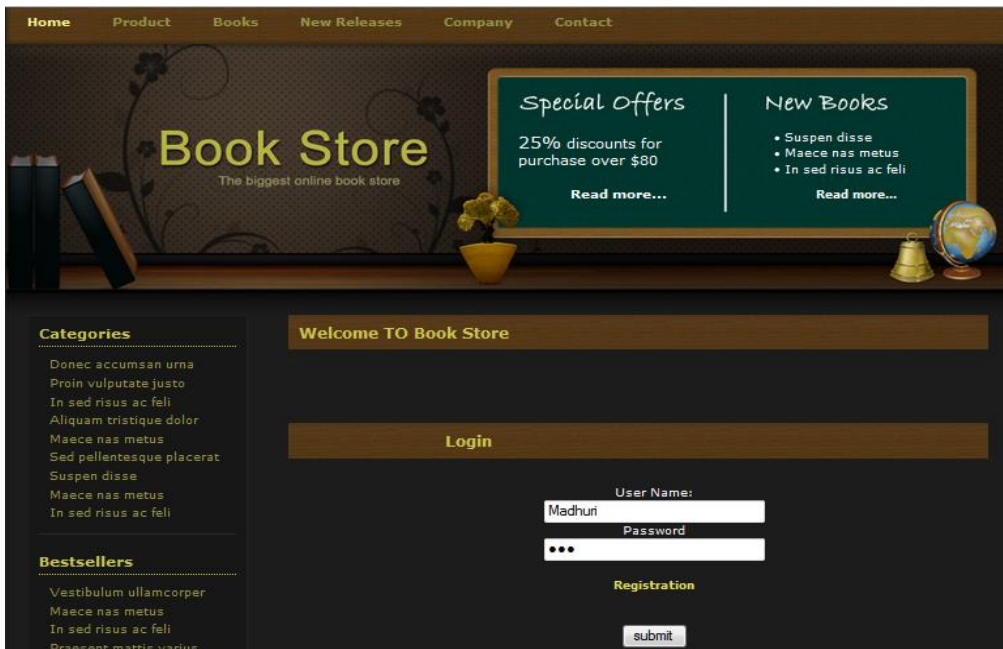 Home Product Books New Releases Company Contact
Book Store
The biggest online book store
Special Offers
25% discounts for
purchase over $80
Read more...
New Books
• Suspen disse
• Maece nas metus
• In sed risus ac feli
Read more...
Categories
Donec accumsan urna
Proin vulputate justo
In sed risus ac feli
Aliquam tristique dolor
Maece nas metus
Sed pellentesque placerat
Suspen disse
Maece nas metus
In sed risus ac feli
Bestsellers
Vestibulum ullamcorper
Maece nas metus
In sed risus ac feli
Praesent mattis varius
Welcome TO Book Store
Login
User Name:
Madhuri
Password
•••
Registration
submit